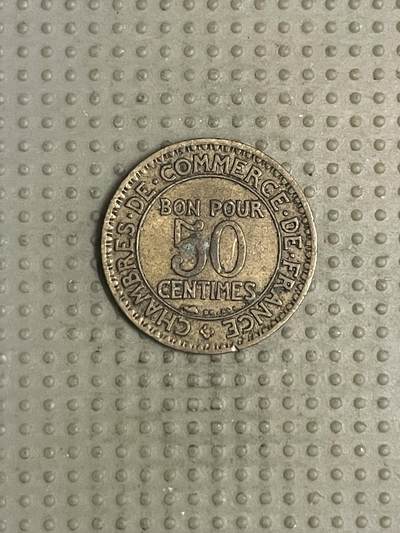 CHAMBRES·DE·COMMERCE·DE·FRANCE
BON POUR
50
CENTIMES